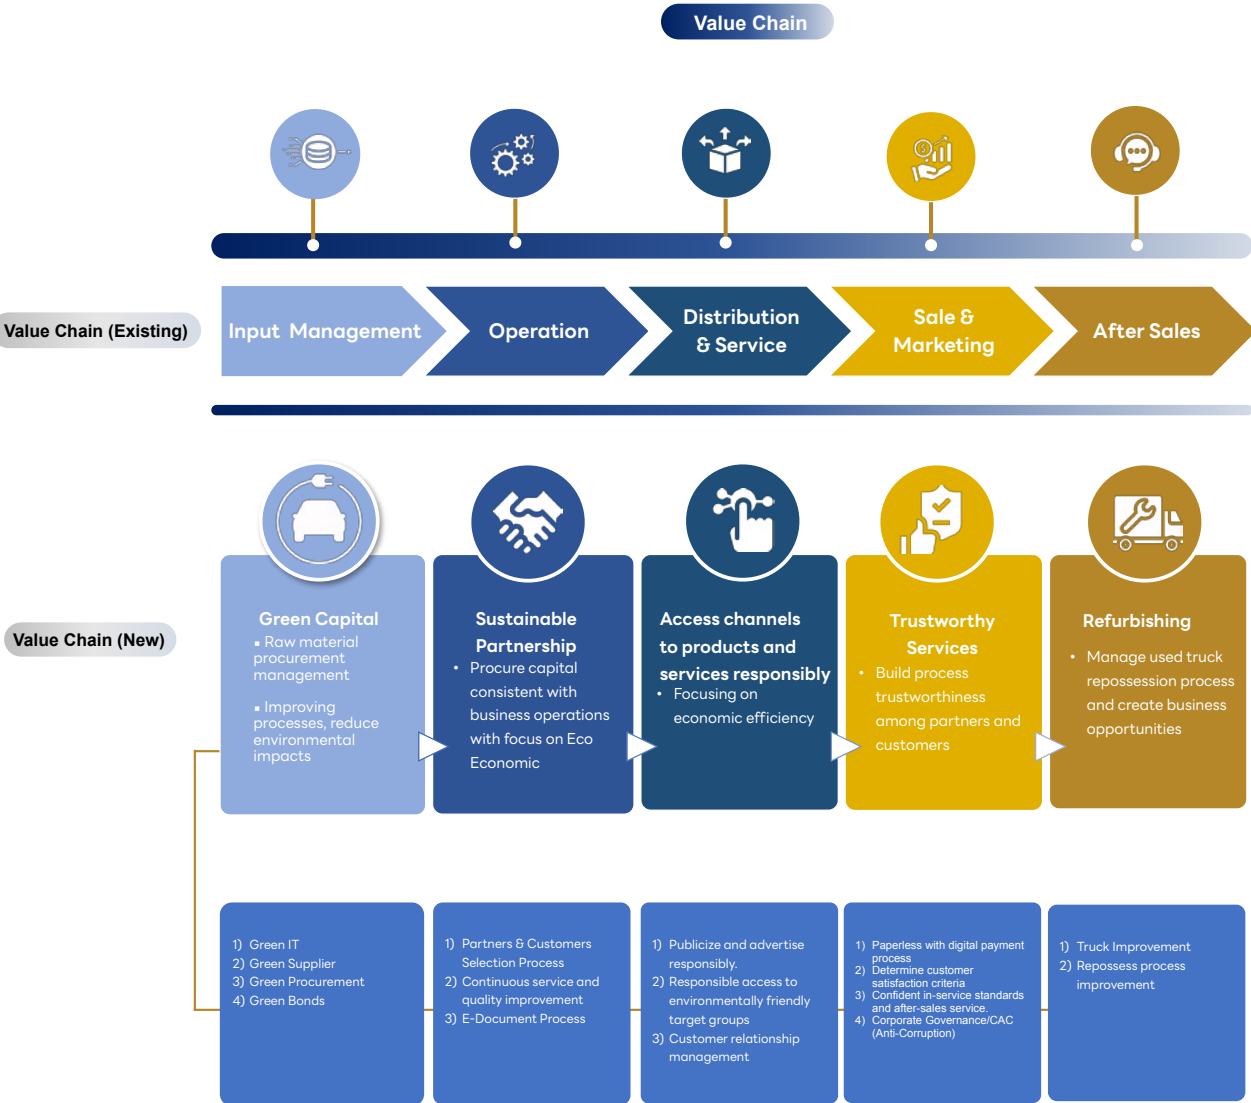 Value Chain
Value Chain (Existing)
Input Management
Operation
Distribution
& Service
Sale &
Marketing
After Sales
Value Chain (New)
Green Capital
▪ Raw material
procurement
management
▪ Improving
processes, reduce
environmental
impacts
Sustainable
Partnership
• Procure capital
consistent with
business operations
with focus on Eco
Economic
Access channels
to products and
services responsibly
• Focusing on
economic efficiency
Trustworthy
Services
• Build process
trustworthiness
among partners and
customers
Refurbishing
• Manage used truck
repossession process
and create business
opportunities
1) Green IT
2) Green Supplier
3) Green Procurement
4) Green Bonds
1) Partners & Customers
Selection Process
2) Continuous service and
quality improvement
3) E-Document Process
1) Publicize and advertise
responsibly.
2) Responsible access to
environmentally friendly
target groups
3) Customer relationship
management
1) Paperless with digital payment
process
2) Determine customer
satisfaction criteria
3) Confident in-service standards
and after-sales service.
4) Corporate Governance/CAC
(Anti-Corruption)
1) Truck Improvement
2) Repossess process
improvement